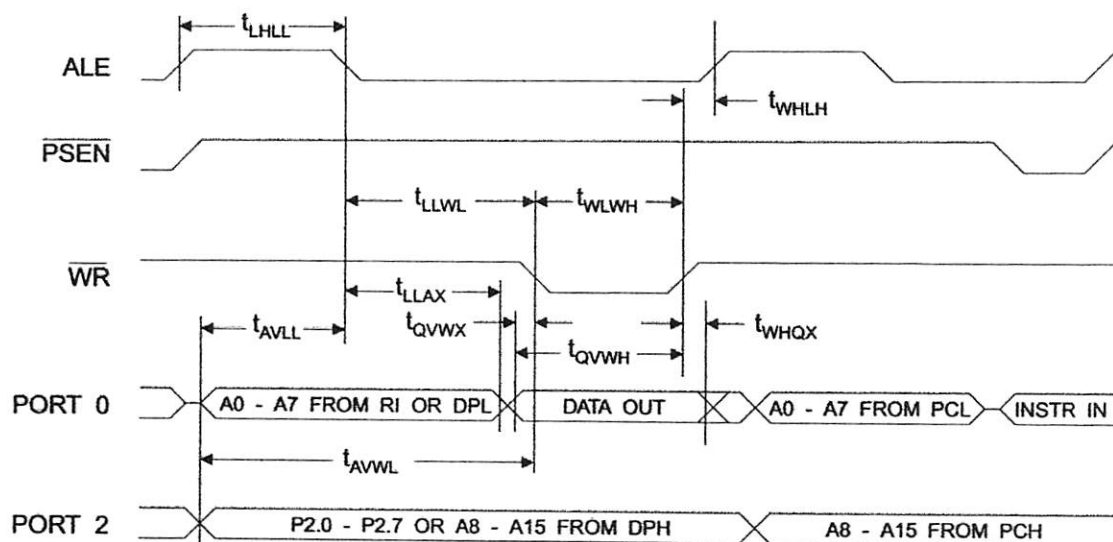 tLHLL
ALE
tWHLH
PSEN
tLLWL
tWLWH
WR
tLLAX
tAVLL
tQVWX
tWHQX
tQVWH
PORT 0
A0 - A7 FROM RI OR DPL
DATA OUT
A0 - A7 FROM PCL
INSTR IN
tAVWL
PORT 2
P2.0 - P2.7 OR A8 - A15 FROM DPH
A8 - A15 FROM PCH